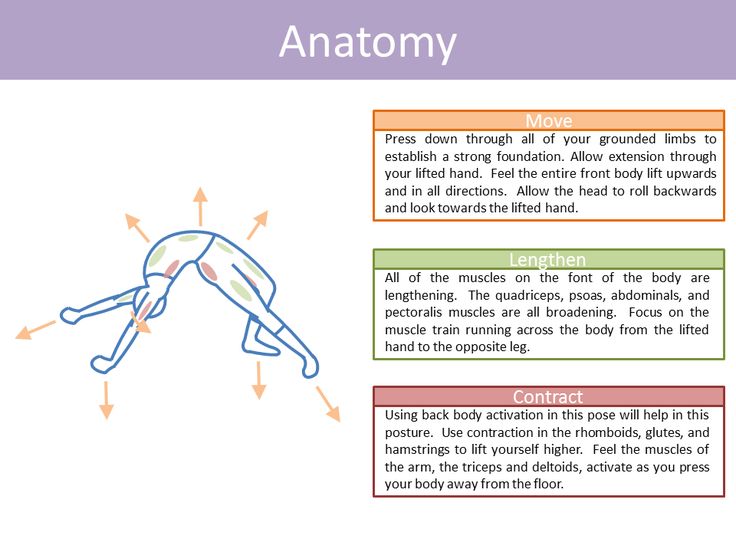 Anatomy
Move
Press down through all of your grounded limbs to
establish a strong foundation. Allow extension through
your lifted hand. Feel the entire front body lift upwards
and in all directions. Allow the head to roll backwards
and look towards the lifted hand.
Lengthen
All of the muscles on the font of the body are
lengthening. The quadriceps, psoas, abdominals, and
pectoralis muscles are all broadening. Focus on the
muscle train running across the body from the lifted
hand to the opposite leg.
Contract
Using back body activation in this pose will help in this
posture. Use contraction in the rhomboids, glutes, and
hamstrings to lift yourself higher. Feel the muscles of
the arm, the triceps and deltoids, activate as you press
your body away from the floor.